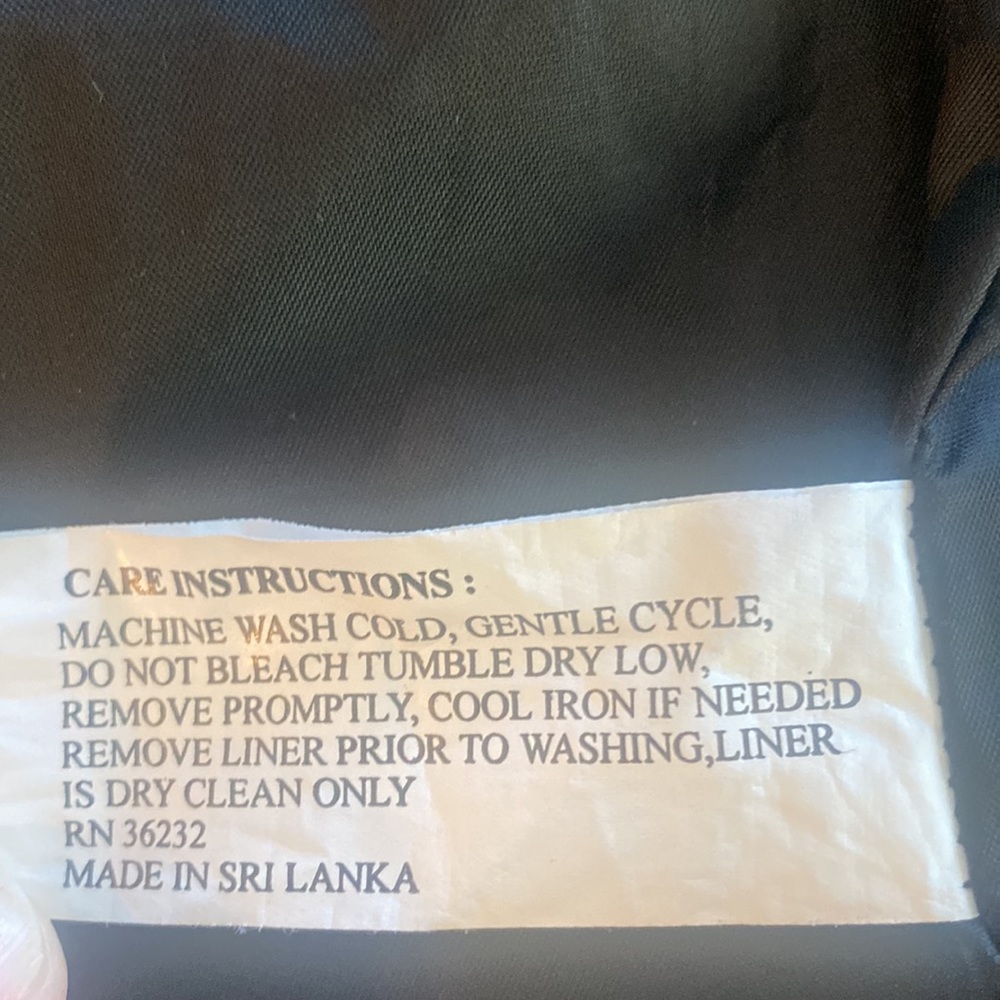 CARE INSTRUCTIONS :
MACHINE WASH COLD, GENTLE CYCLE,
DO NOT BLEACH TUMBLE DRY LOW,
REMOVE PROMPTLY, COOL IRON IF NEEDED
REMOVE LINER PRIOR TO WASHING,LINER
IS DRY CLEAN ONLY
RN 36232
MADE IN SRI LANKA